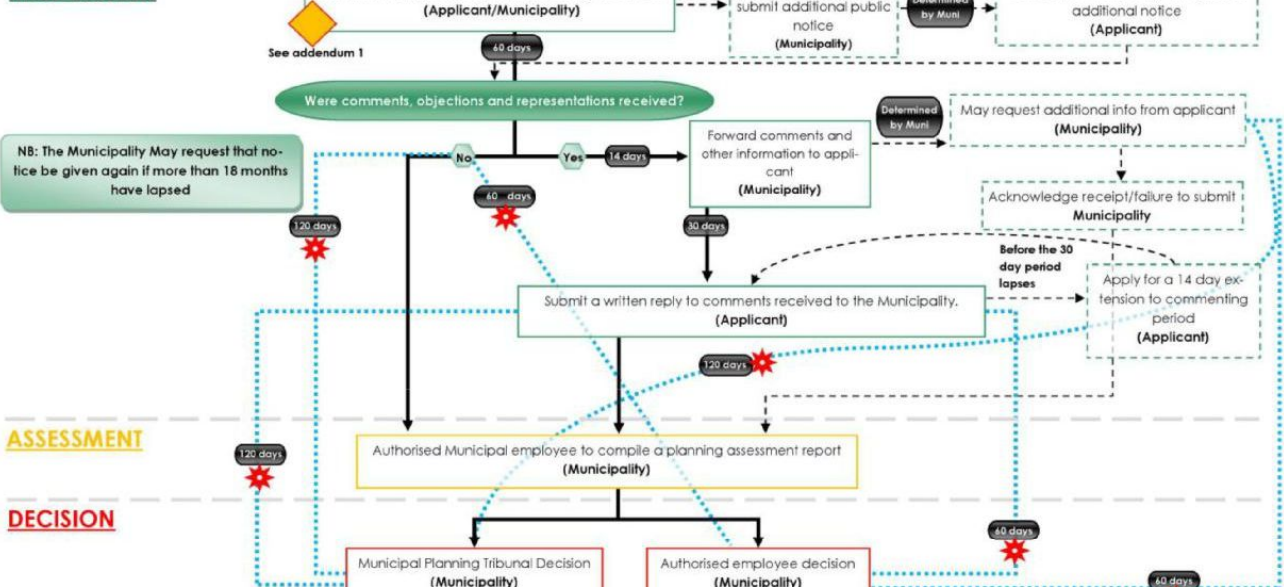 (Applicant/Municipality)
submit additional public
notice
(Municipality)
Determined
by Muni
additional notice
(Applicant)
See addendum 1
60 days
Were comments, objections and representations received?
NB: The Municipality May request that no-
tice be given again if more than 18 months
have lapsed
No
Yes
14 days
Forward comments and
other information to appli-
cant
(Municipality)
Determined
by Muni
May request additional info from applicant
(Municipality)
Acknowledge receipt/failure to submit
Municipality
60 days
120 days
30 days
Before the 30
day period
lapses
Apply for a 14 day ex-
tension to commenting
period
(Applicant)
Submit a written reply to comments received to the Municipality.
(Applicant)
120 days
ASSESSMENT
120 days
Authorised Municipal employee to compile a planning assessment report
(Municipality)
DECISION
60 days
Municipal Planning Tribunal Decision
(Municipality)
Authorised employee decision
(Municipality)
60 days